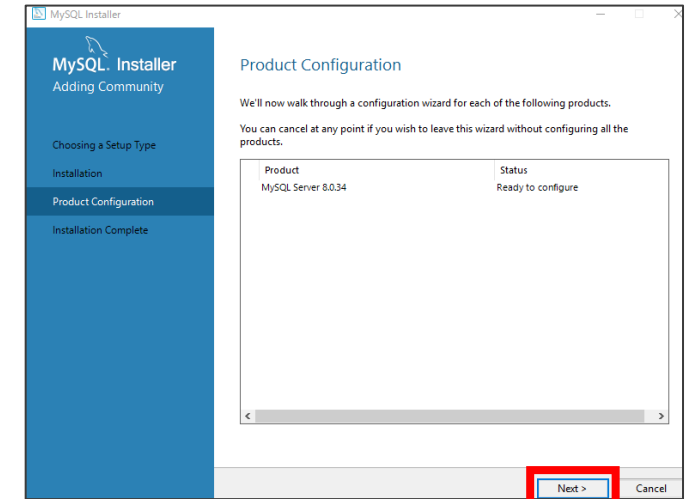 MySQL Installer
MySQL. Installer
Adding Community
Choosing a Setup Type
Installation
Product Configuration
Installation Complete
Product Configuration
We'll now walk through a configuration wizard for each of the following products.
You can cancel at any point if you wish to leave this wizard without configuring all the
products.
Product Status
MySQL Server 8.0.34 Ready to configure
Next > Cancel